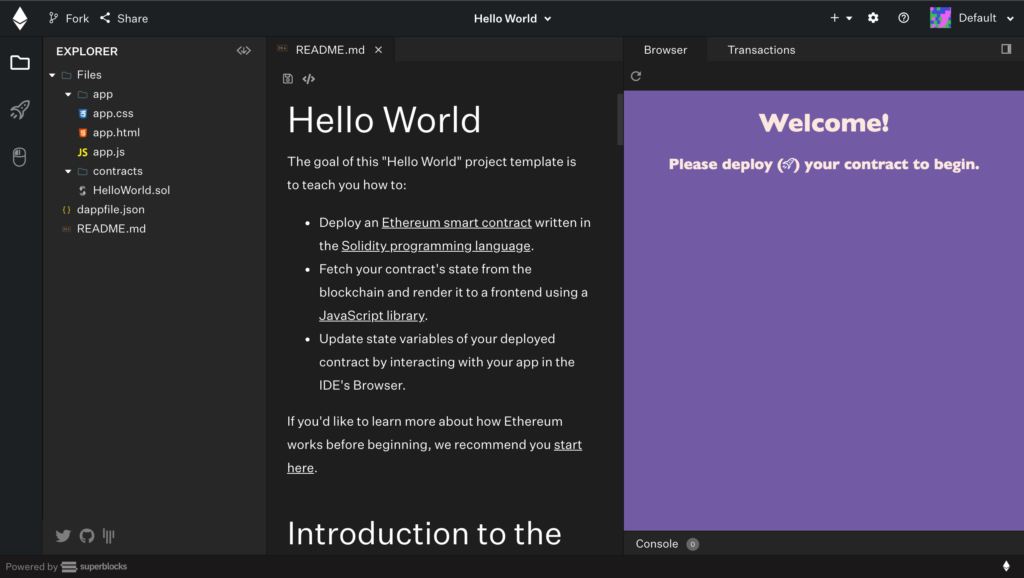 Fork
Share
Hello World
Default
EXPLORER
Files
app
app.css
app.html
JS app.js
contracts
HelloWorld.sol
{} dappfile.json
README.md
Powered by superblocks
README.md
Hello World
The goal of this "Hello World" project template is
to teach you how to:
• Deploy an Ethereum smart contract written in
the Solidity programming language.
• Fetch your contract's state from the
blockchain and render it to a frontend using a
JavaScript library.
• Update state variables of your deployed
contract by interacting with your app in the
IDE's Browser.
If you'd like to learn more about how Ethereum
works before beginning, we recommend you start
here.
Introduction to the
Browser
Transactions
Welcome!
Please deploy () your contract to begin.
Console 0